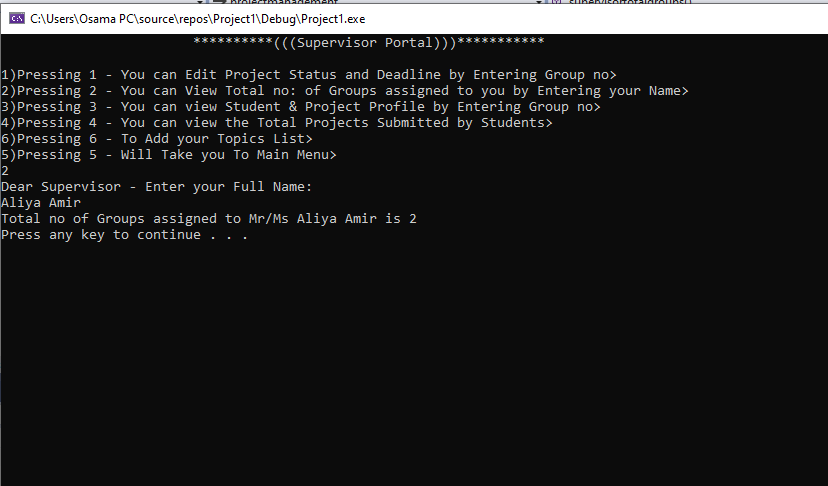 projectmanagement
supervisortotalgroups()
C:\Users\Osama PC\source\repos\Project1\Debug\Project1.exe
**********(((Supervisor Portal)))***********
1)Pressing 1 - You can Edit Project Status and Deadline by Entering Group no>
2)Pressing 2 - You can View Total no: of Groups assigned to you by Entering your Name>
3)Pressing 3 - You can view Student & Project Profile by Entering Group no>
4)Pressing 4 - You can view the Total Projects Submitted by Students>
6)Pressing 6 - To Add your Topics List>
5)Pressing 5 - Will Take you To Main Menu>
2
Dear Supervisor - Enter your Full Name:
Aliya Amir
Total no of Groups assigned to Mr/Ms Aliya Amir is 2
Press any key to continue . . .